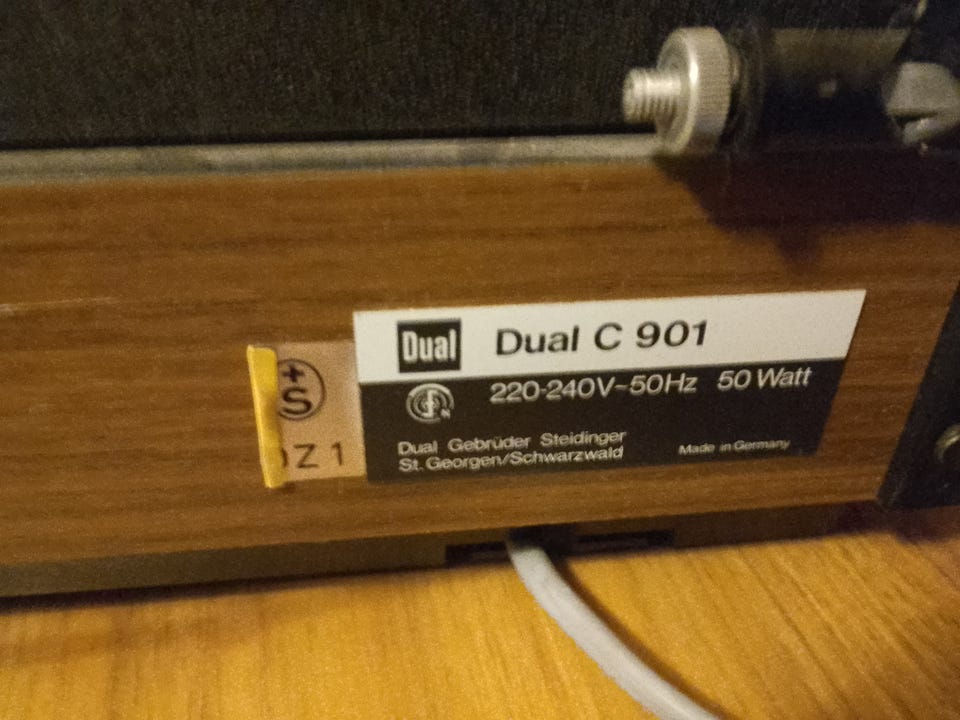 Dual
Dual C 901
220-240V~50Hz 50 Watt
Dual Gebrüder Steidinger
St. Georgen/Schwarzwald
Made in Germany
+
S
Z 1